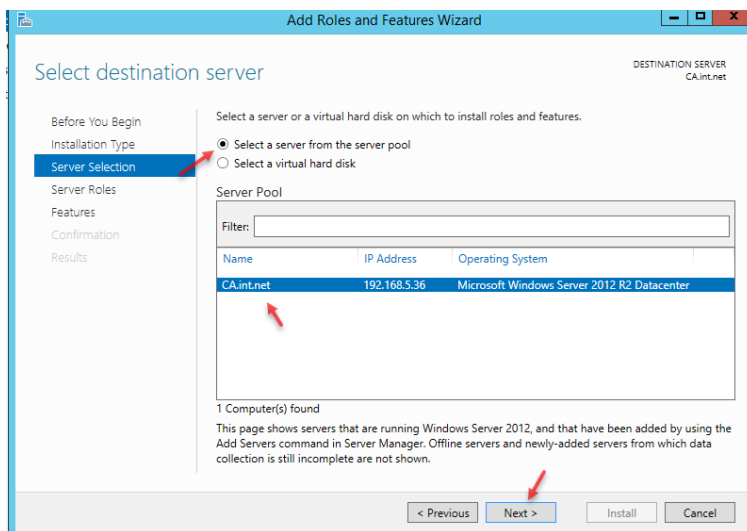 Add Roles and Features Wizard
Select destination server
DESTINATION SERVER
CA.int.net
Before You Begin
Installation Type
Server Selection
Server Roles
Features
Confirmation
Results
Select a server or a virtual hard disk on which to install roles and features.
Select a server from the server pool
Select a virtual hard disk
Server Pool
Filter:
Name IP Address Operating System
CA.int.net 192.168.5.36 Microsoft Windows Server 2012 R2 Datacenter
1 Computer(s) found
This page shows servers that are running Windows Server 2012, and that have been added by using the
Add Servers command in Server Manager. Offline servers and newly-added servers from which data
collection is still incomplete are not shown.
< Previous Next > Install Cancel